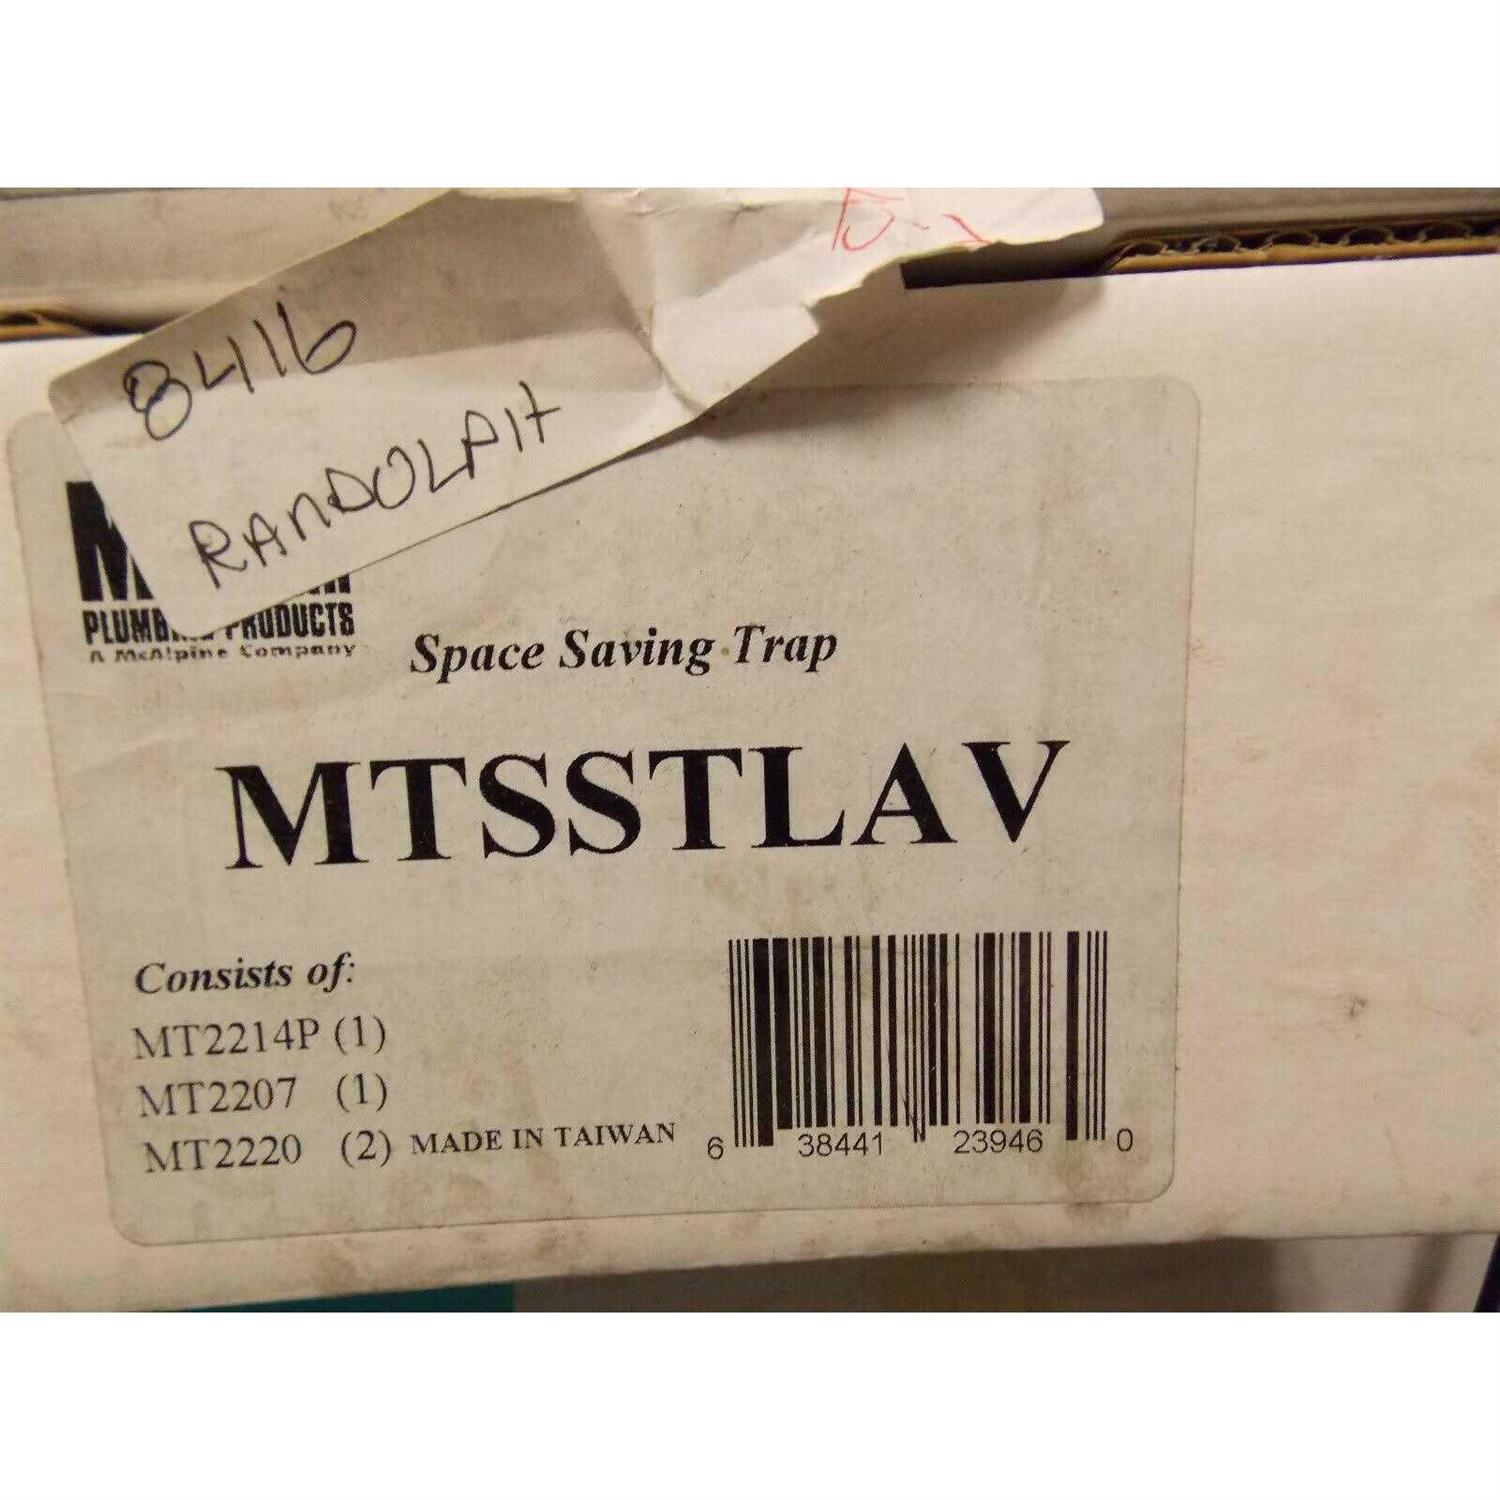 8416
RANDOLPH
PRODUCTS
A McAlpine Company
Space Saving Trap
MTSSTLAV
Consists of:
MT2214P (1)
MT2207 (1)
MT2220 (2) MADE IN TAIWAN
6 38441 23946 0